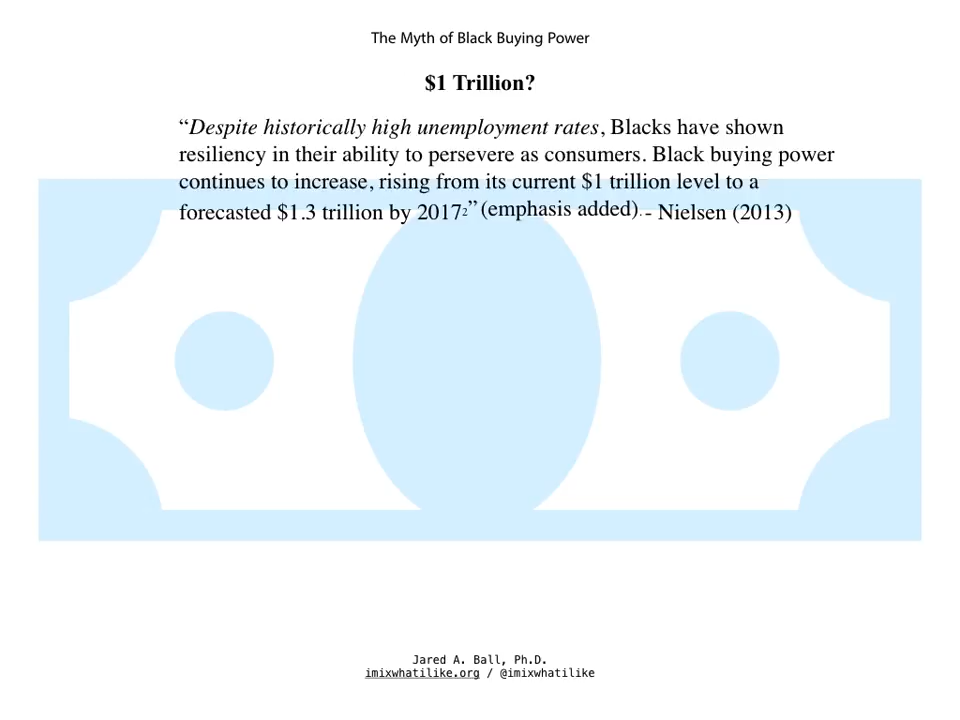 The Myth of Black Buying Power
$1 Trillion?
“Despite historically high unemployment rates, Blacks have shown
resiliency in their ability to persevere as consumers. Black buying power
continues to increase, rising from its current $1 trillion level to a
forecasted $1.3 trillion by 2017²” (emphasis added). - Nielsen (2013)
Jared A. Ball, Ph.D.
imixwhatilike.org / @imixwhatilike